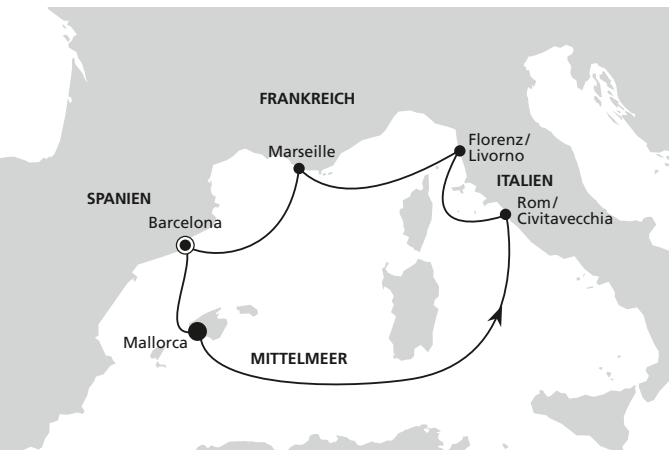 FRANKREICH
Marseille
Florenz/
Livorno
ITALIEN
SPANIEN
Rom/
Civitavecchia
Barcelona
Mallorca
MITTELMEER